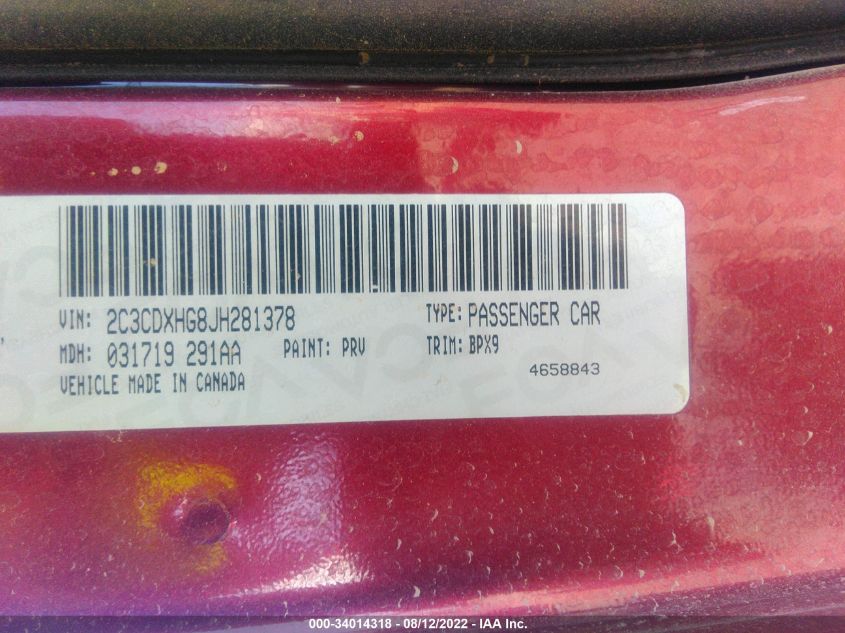 VIN: 2C3CDXHG8JH281378 TYPE: PASSENGER CAR
MDH: 031719 291AA PAINT: PRV TRIM: BPX9
VEHICLE MADE IN CANADA 4658843
000-34014318 - 08/12/2022 - IAA Inc.